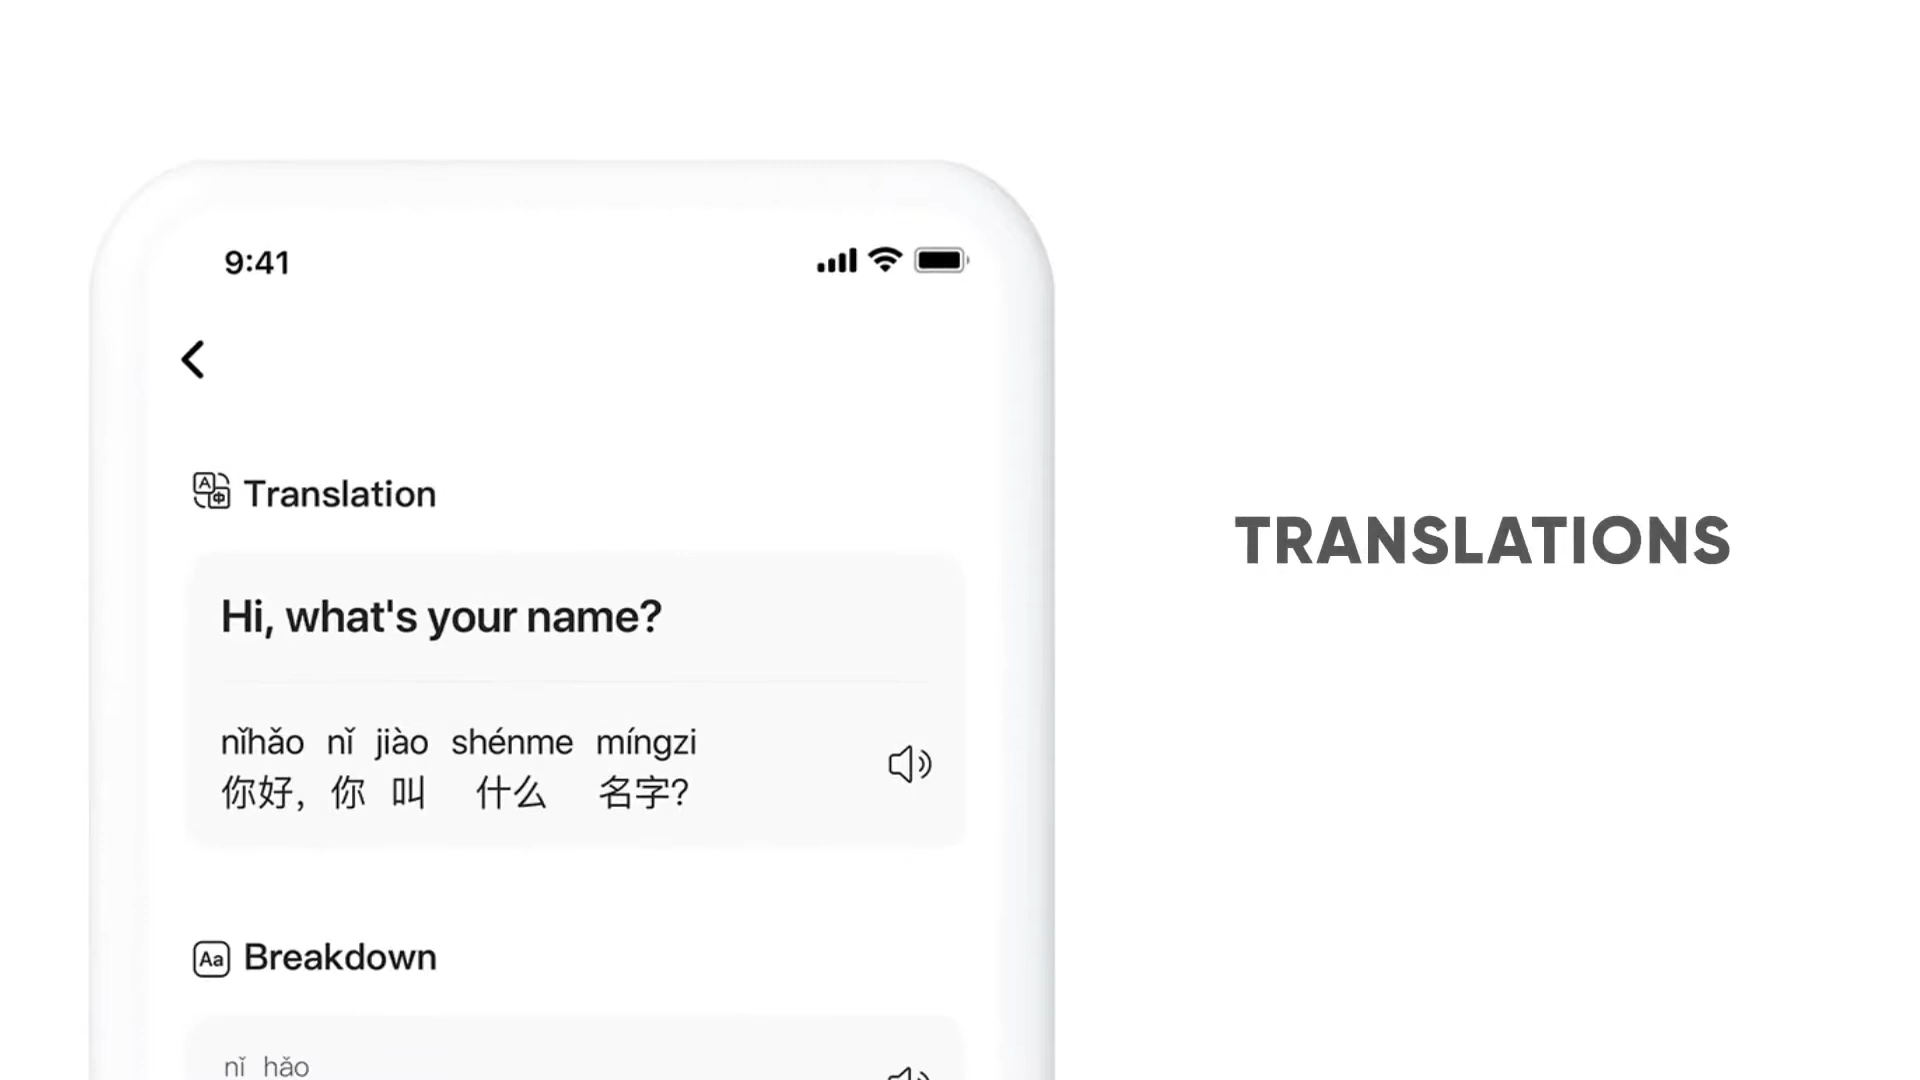 9:41
Translation
Hi, what's your name?
nǐhǎo nǐ jiào shénme míngzi
你好, 你 叫 什么 名字?
Breakdown
Aa
nǐ hǎo
TRANSLATIONS